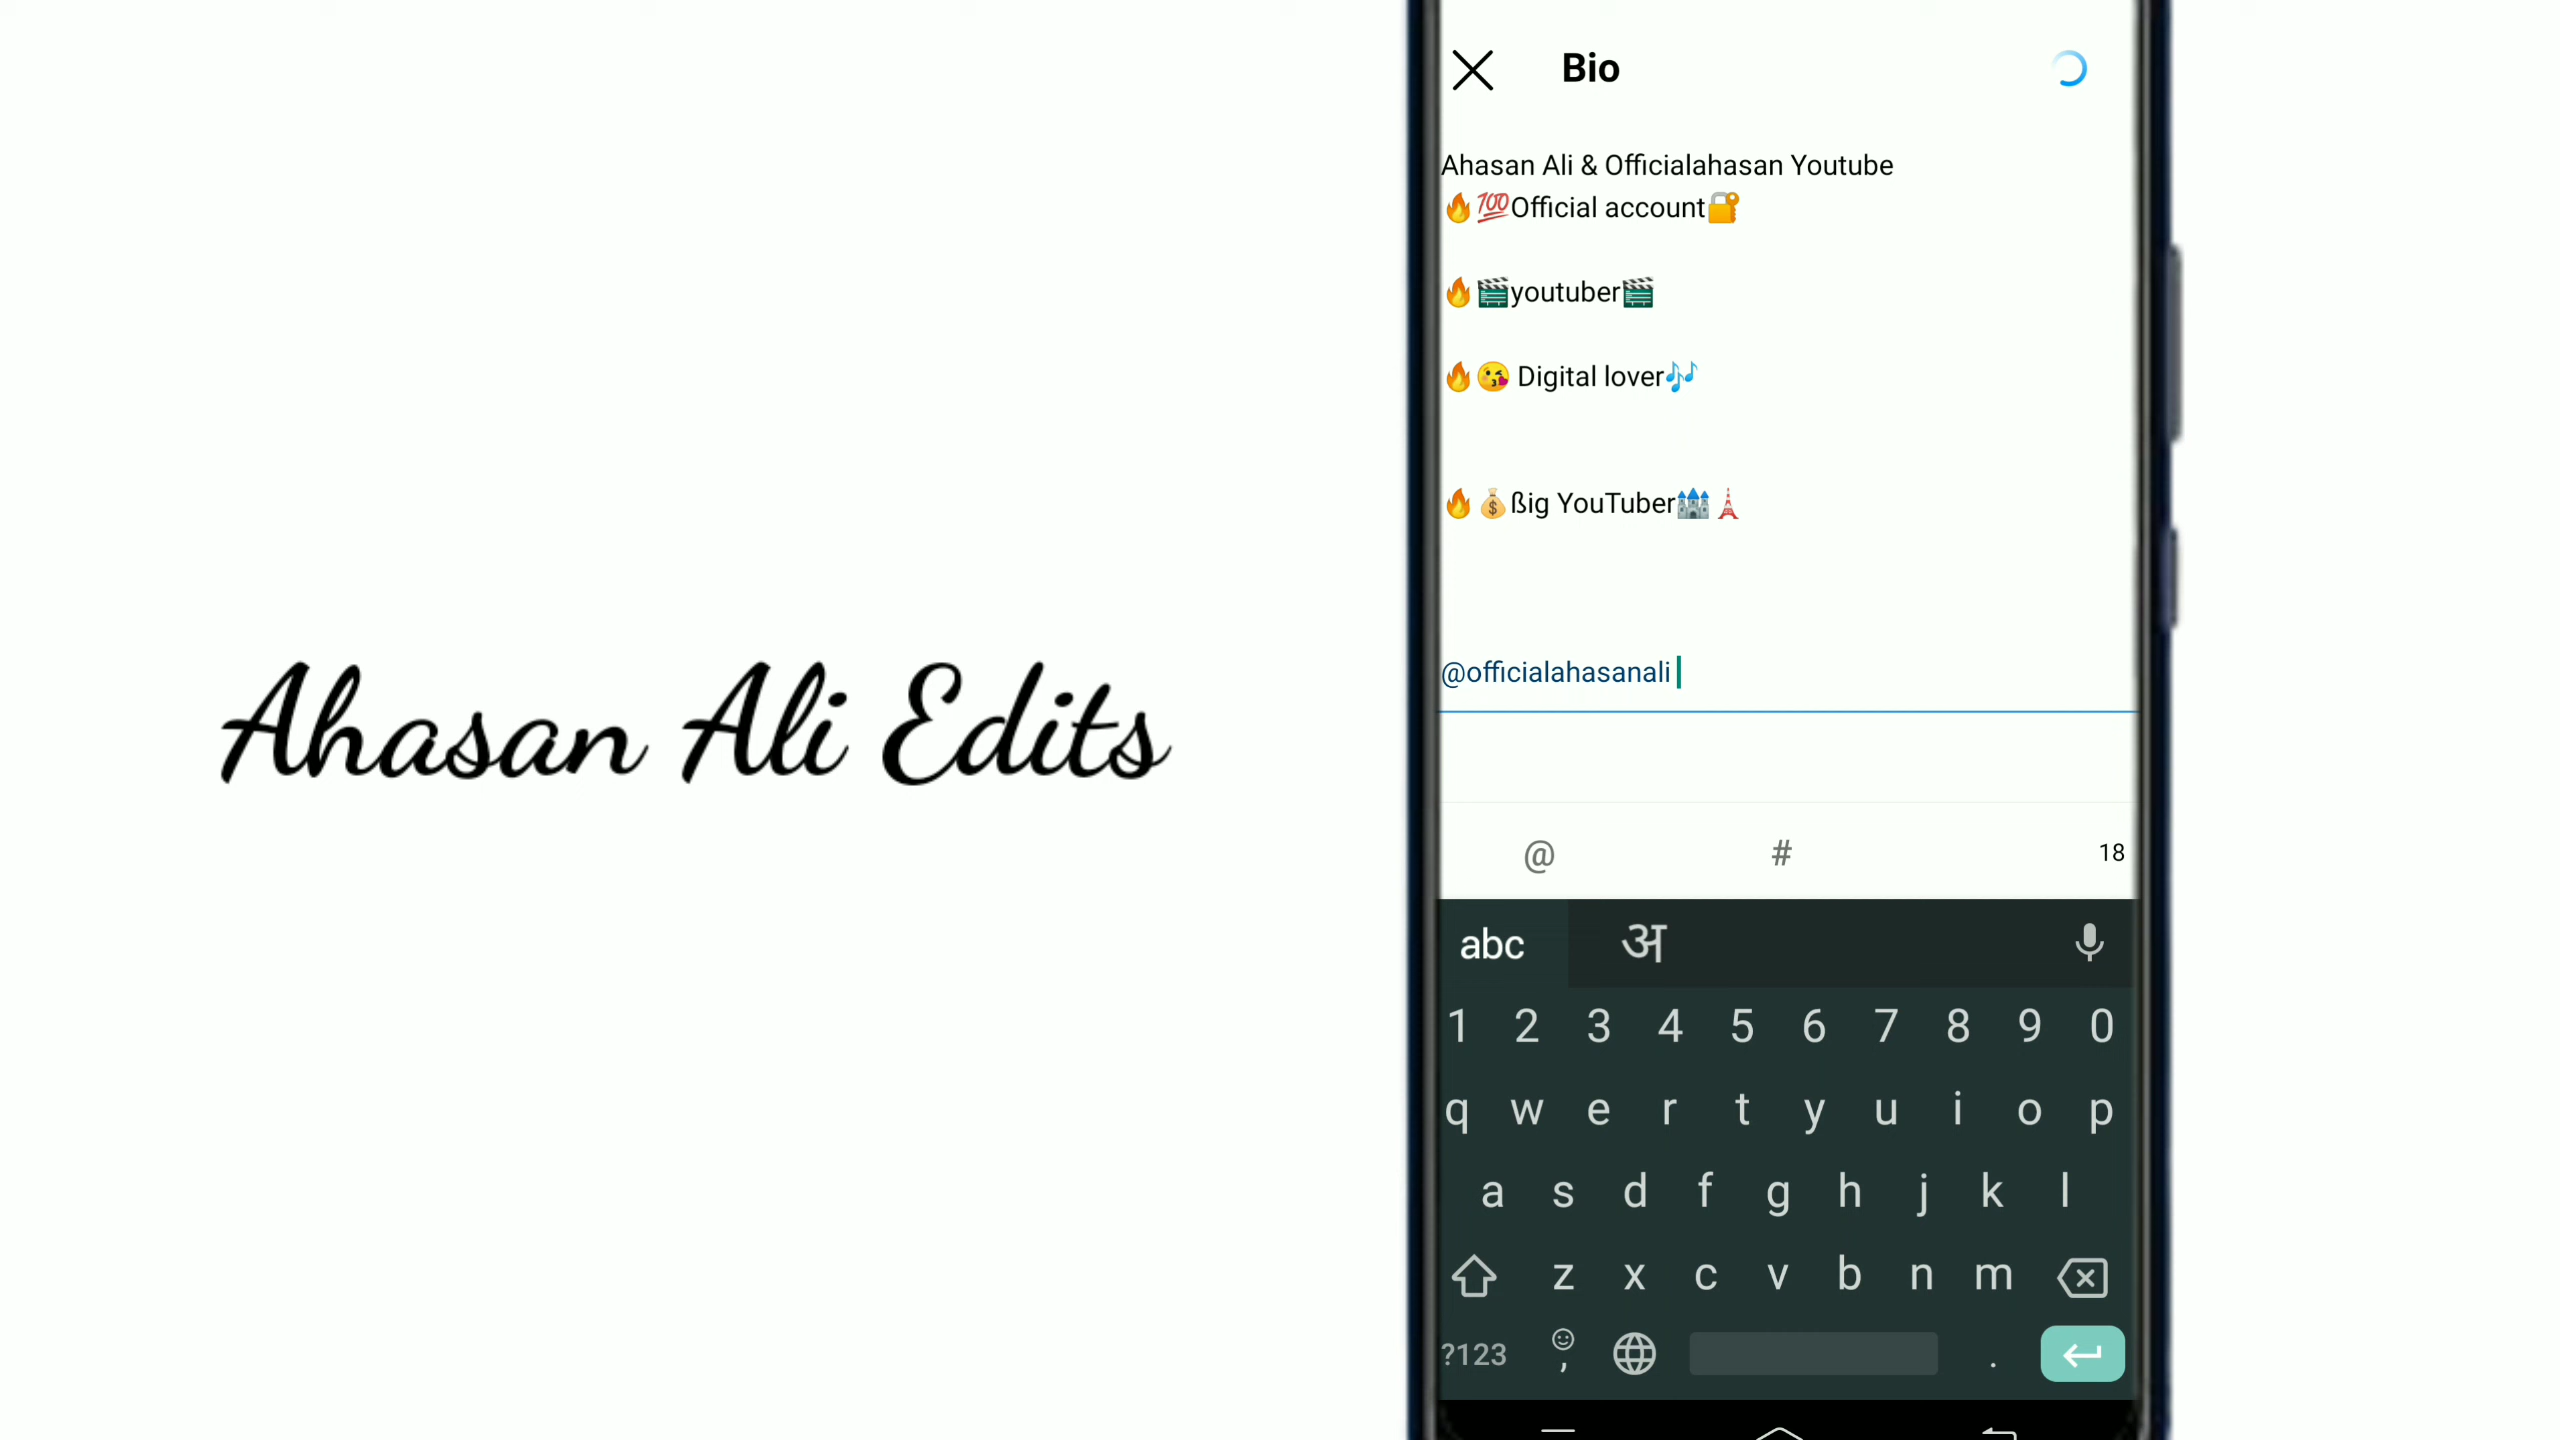 Ahasan Ali Edits
Bio
Ahasan Ali & Officialahasan Youtube
🔥💯Official account🔐
🔥🎬youtuber🎬
🔥😘 Digital lover🎶
🔥💰ßig YouTuber🏰🗼
@officialahasanali
@ # 18
abc अ
1 2 3 4 5 6 7 8 9 0
q w e r t y u i o p
a s d f g h j k l
z x c v b n m
?123 , .